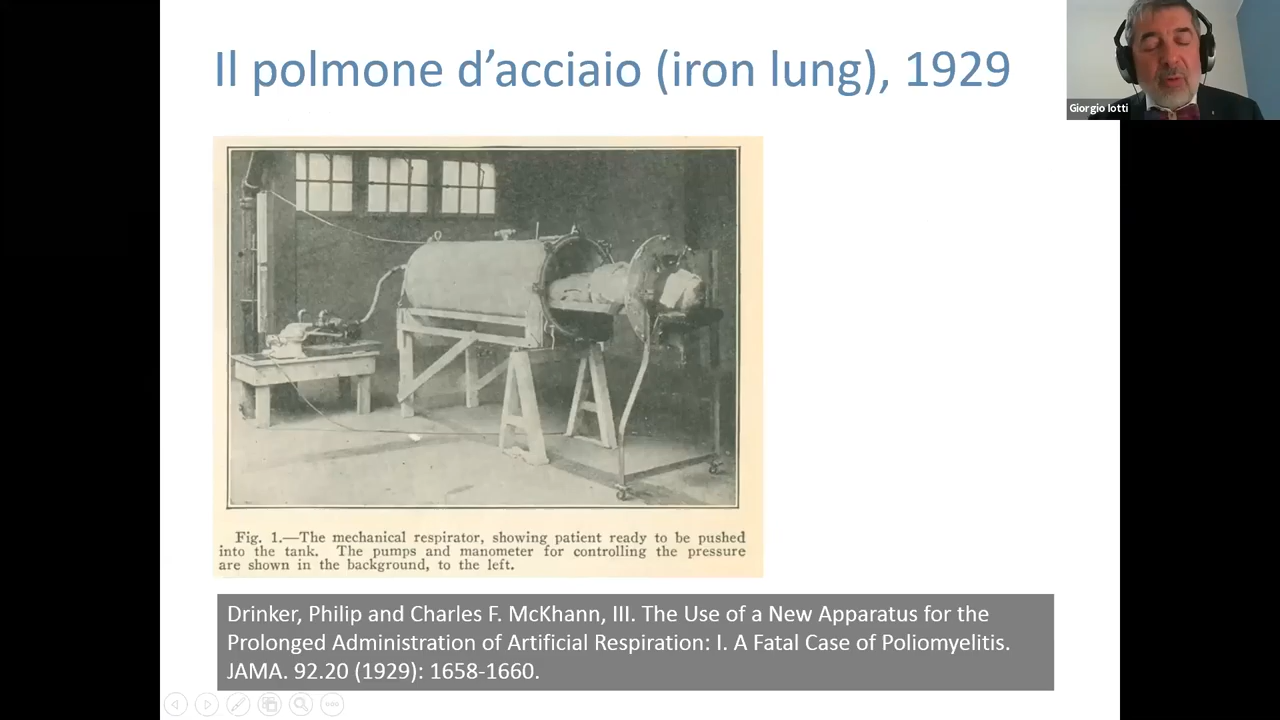 Il polmone d’acciaio (iron lung), 1929
Giorgio Iotti
Fig. 1.—The mechanical respirator, showing patient ready to be pushed
into the tank. The pumps and manometer for controlling the pressure
are shown in the background, to the left.
Drinker, Philip and Charles F. McKhann, III. The Use of a New Apparatus for the
Prolonged Administration of Artificial Respiration: I. A Fatal Case of Poliomyelitis.
JAMA. 92.20 (1929): 1658-1660.